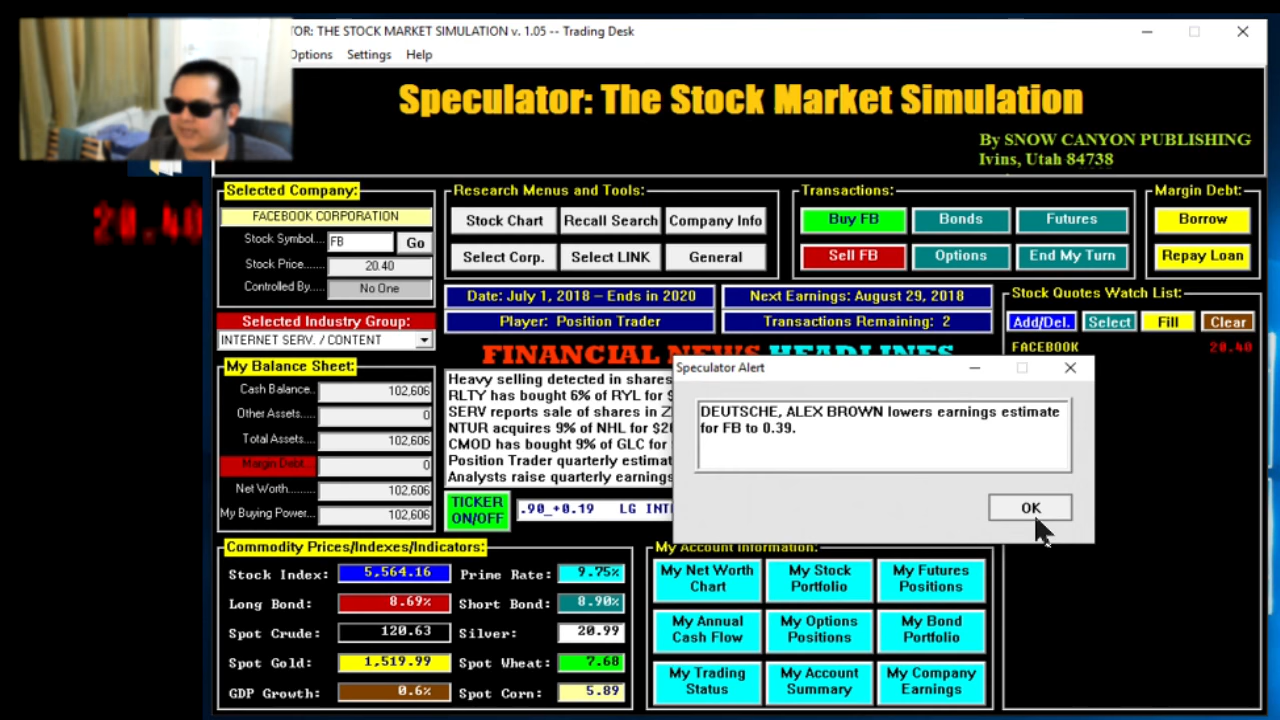 TOR: THE STOCK MARKET SIMULATION v. 1.05 -- Trading Desk
Options Settings Help
Speculator: The Stock Market Simulation
By SNOW CANYON PUBLISHING
Ivins, Utah 84738
20.40
Selected Company:
FACEBOOK CORPORATION
Stock Symbol.... FB Go
Stock Price....... 20.40
Controlled By..... No One
Selected Industry Group:
INTERNET SERV. / CONTENT
Research Menus and Tools:
Stock Chart Recall Search Company Info
Select Corp. Select LINK General
Transactions:
Buy FB Bonds Futures
Sell FB Options End My Turn
Margin Debt:
Borrow
Repay Loan
Date: July 1, 2018 – Ends in 2020 Next Earnings: August 29, 2018
Player: Position Trader Transactions Remaining: 2
Stock Quotes Watch List:
Add/Del. Select Fill Clear
FACEBOOK 20.40
My Balance Sheet:
Cash Balance.. 102,606
Other Assets.... 0
Total Assets..... 102,606
Margin Debt.. 0
Net Worth......... 102,606
My Buying Power... 102,606
FINANCIAL NEWS HEADLINES
Heavy selling detected in shares
RLTY has bought 6% of RYL for $
SERV reports sale of shares in
NTUR acquires 9% of NHL for
CMOD has bought 9% of GLC for
Position Trader quarterly estimat
Analysts raise quarterly earnings
TICKER
ON/OFF
.90_+0.19 LG INT
Speculator Alert
DEUTSCHE, ALEX BROWN lowers earnings estimate
for FB to 0.39.
OK
Commodity Prices/Indexes/Indicators:
Stock Index: 5,564.16 Prime Rate: 9.75%
Long Bond: 8.69% Short Bond: 8.90%
Spot Crude: 120.63 Silver: 20.99
Spot Gold: 1,519.99 Spot Wheat: 7.68
GDP Growth: 0.6% Spot Corn: 5.89
My Account Information:
My Net Worth
Chart
My Stock
Portfolio
My Futures
Positions
My Annual
Cash Flow
My Options
Positions
My Bond
Portfolio
My Trading
Status
My Account
Summary
My Company
Earnings